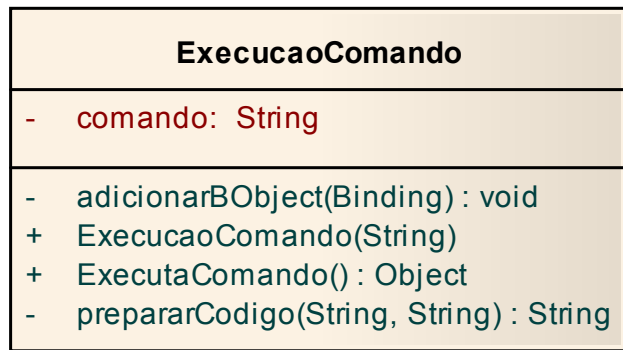 ExecucaoComando
- comando: String
- adicionarBObject(Binding) : void
+ ExecucaoComando(String)
+ ExecutaComando() : Object
- prepararCodigo(String, String) : String